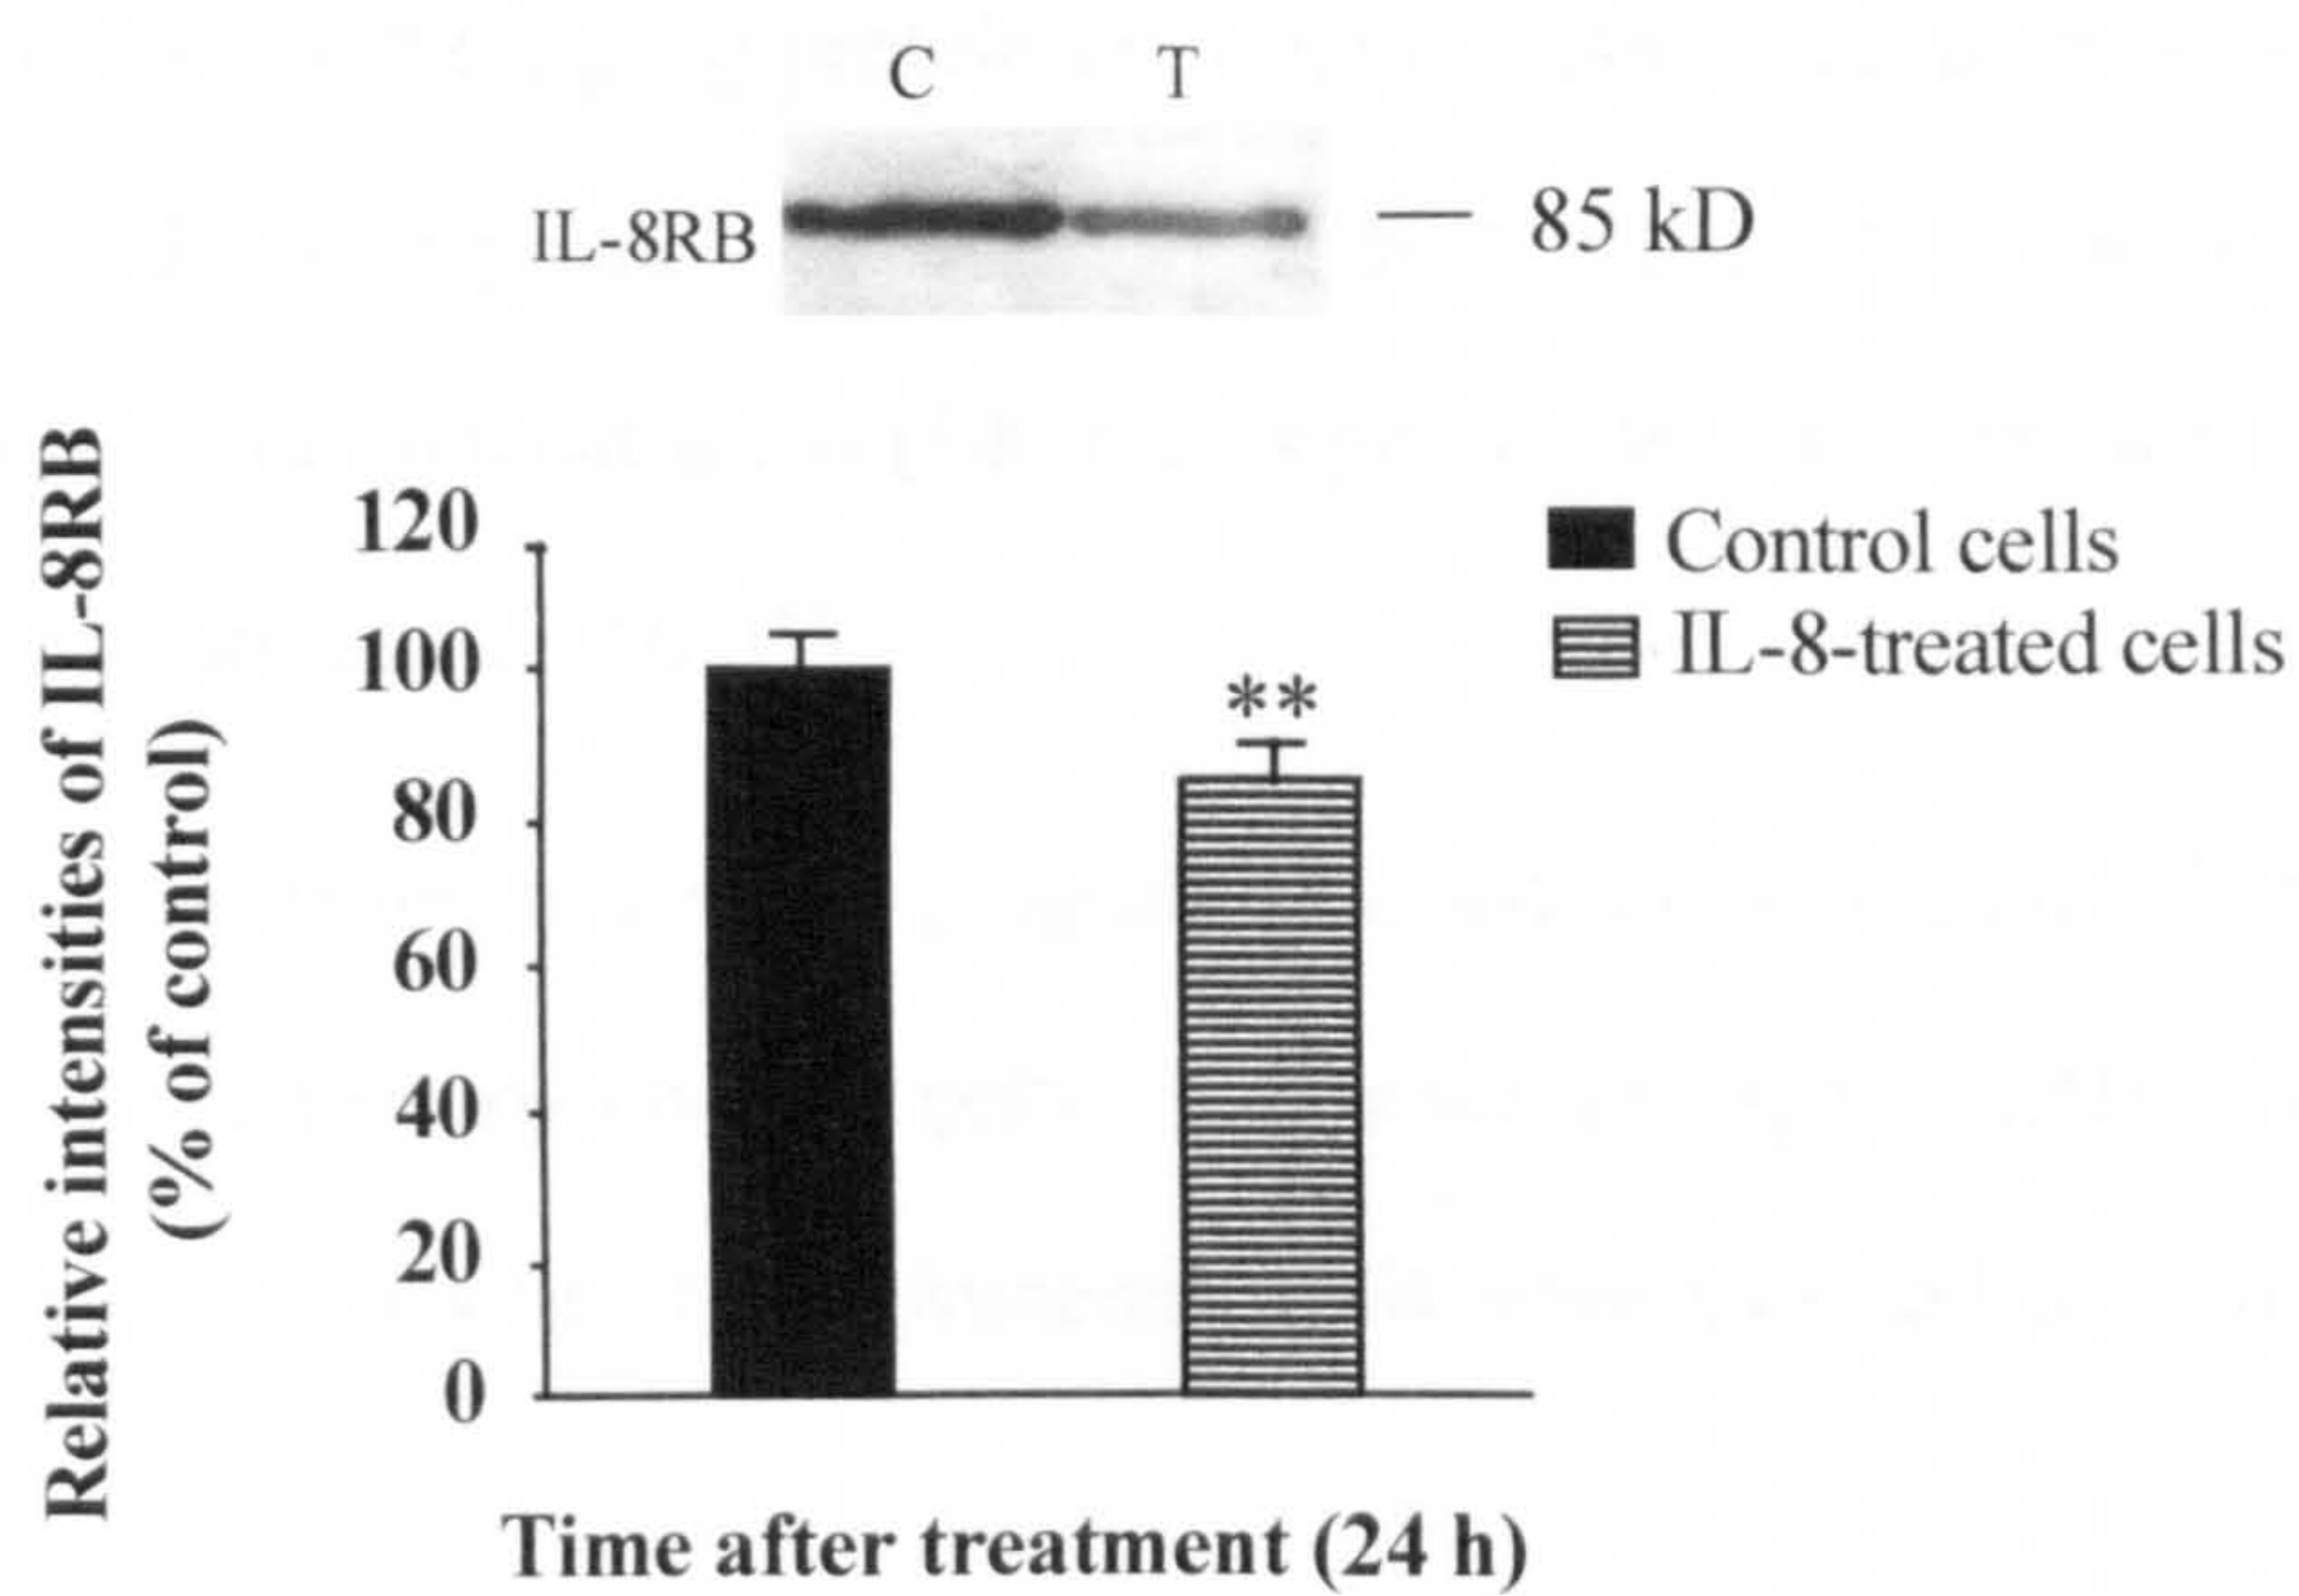 C T
IL-8RB — 85 kD
Relative intensities of IL-8RB
(% of control)
120
100
80
60
40
20
0
**
Control cells
IL-8-treated cells
Time after treatment (24 h)